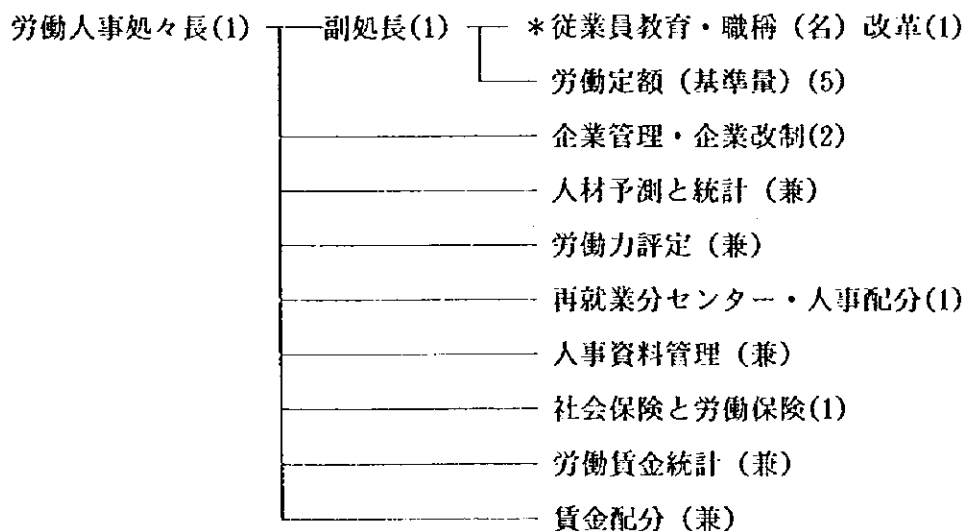 労働人事処々長(1) 副処長(1) *従業員教育・職稱(名)改革(1)
労働定額(基準量)(5)
企業管理・企業改制(2)
人材予測と統計(兼)
労働力評定(兼)
再就業分センター・人事配分(1)
人事資料管理(兼)
社会保険と労働保険(1)
労働賃金統計(兼)
賃金配分(兼)